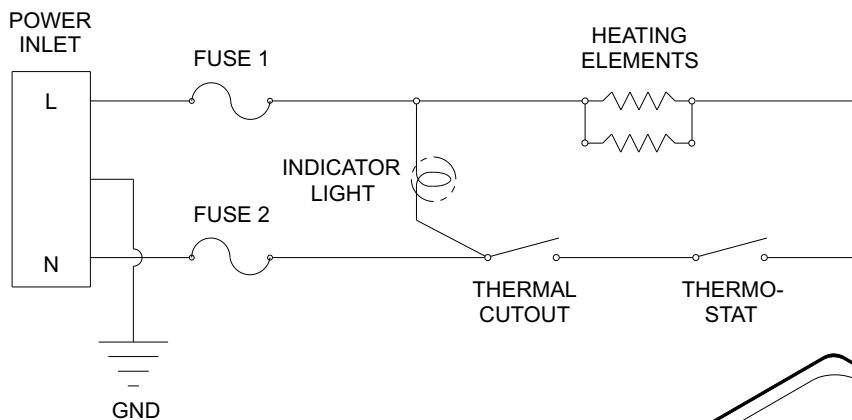 POWER
INLET
FUSE 1
HEATING
ELEMENTS
L
INDICATOR
LIGHT
FUSE 2
N
THERMAL
CUTOUT
THERMO-
STAT
GND